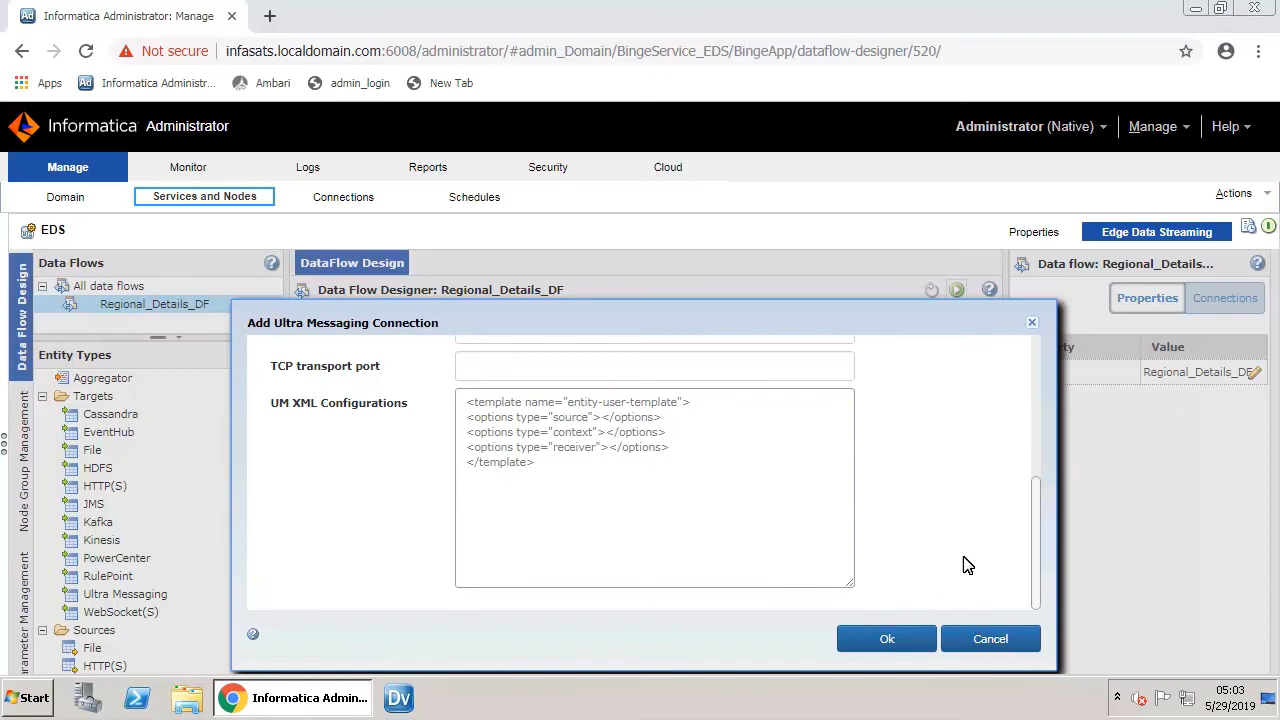 Ad Informatica Administrator: Manage
Not secure infasats.localdomain.com:6008/administrator/#admin_Domain/BingeService_EDS/BingeApp/dataflow-designer/520/
Apps Ad Informatica Administr... Ambari admin_login New Tab
Informatica Administrator Administrator (Native) Manage Help
Manage Monitor Logs Reports Security Cloud
Domain Services and Nodes Connections Schedules Actions
EDS Properties Edge Data Streaming
Data Flows
All data flows
Regional_Details_DF
DataFlow Design
Data Flow Designer: Regional_Details_DF
Data flow: Regional_Details...
Properties Connections
Value
Regional_Details_DF
Data Flow Design
Node Group Management
Entity Types
Aggregator
Targets
Cassandra
EventHub
File
HDFS
HTTP(S)
JMS
Kafka
Kinesis
PowerCenter
RulePoint
Ultra Messaging
WebSocket(S)
Sources
File
HTTP(S)
Add Ultra Messaging Connection
TCP transport port
UM XML Configurations
<template name="entity-user-template">
<options type="source"></options>
<options type="context"></options>
<options type="receiver"></options>
</template>
Ok Cancel
Start Informatica Admin... Dv
05:03
5/29/2019